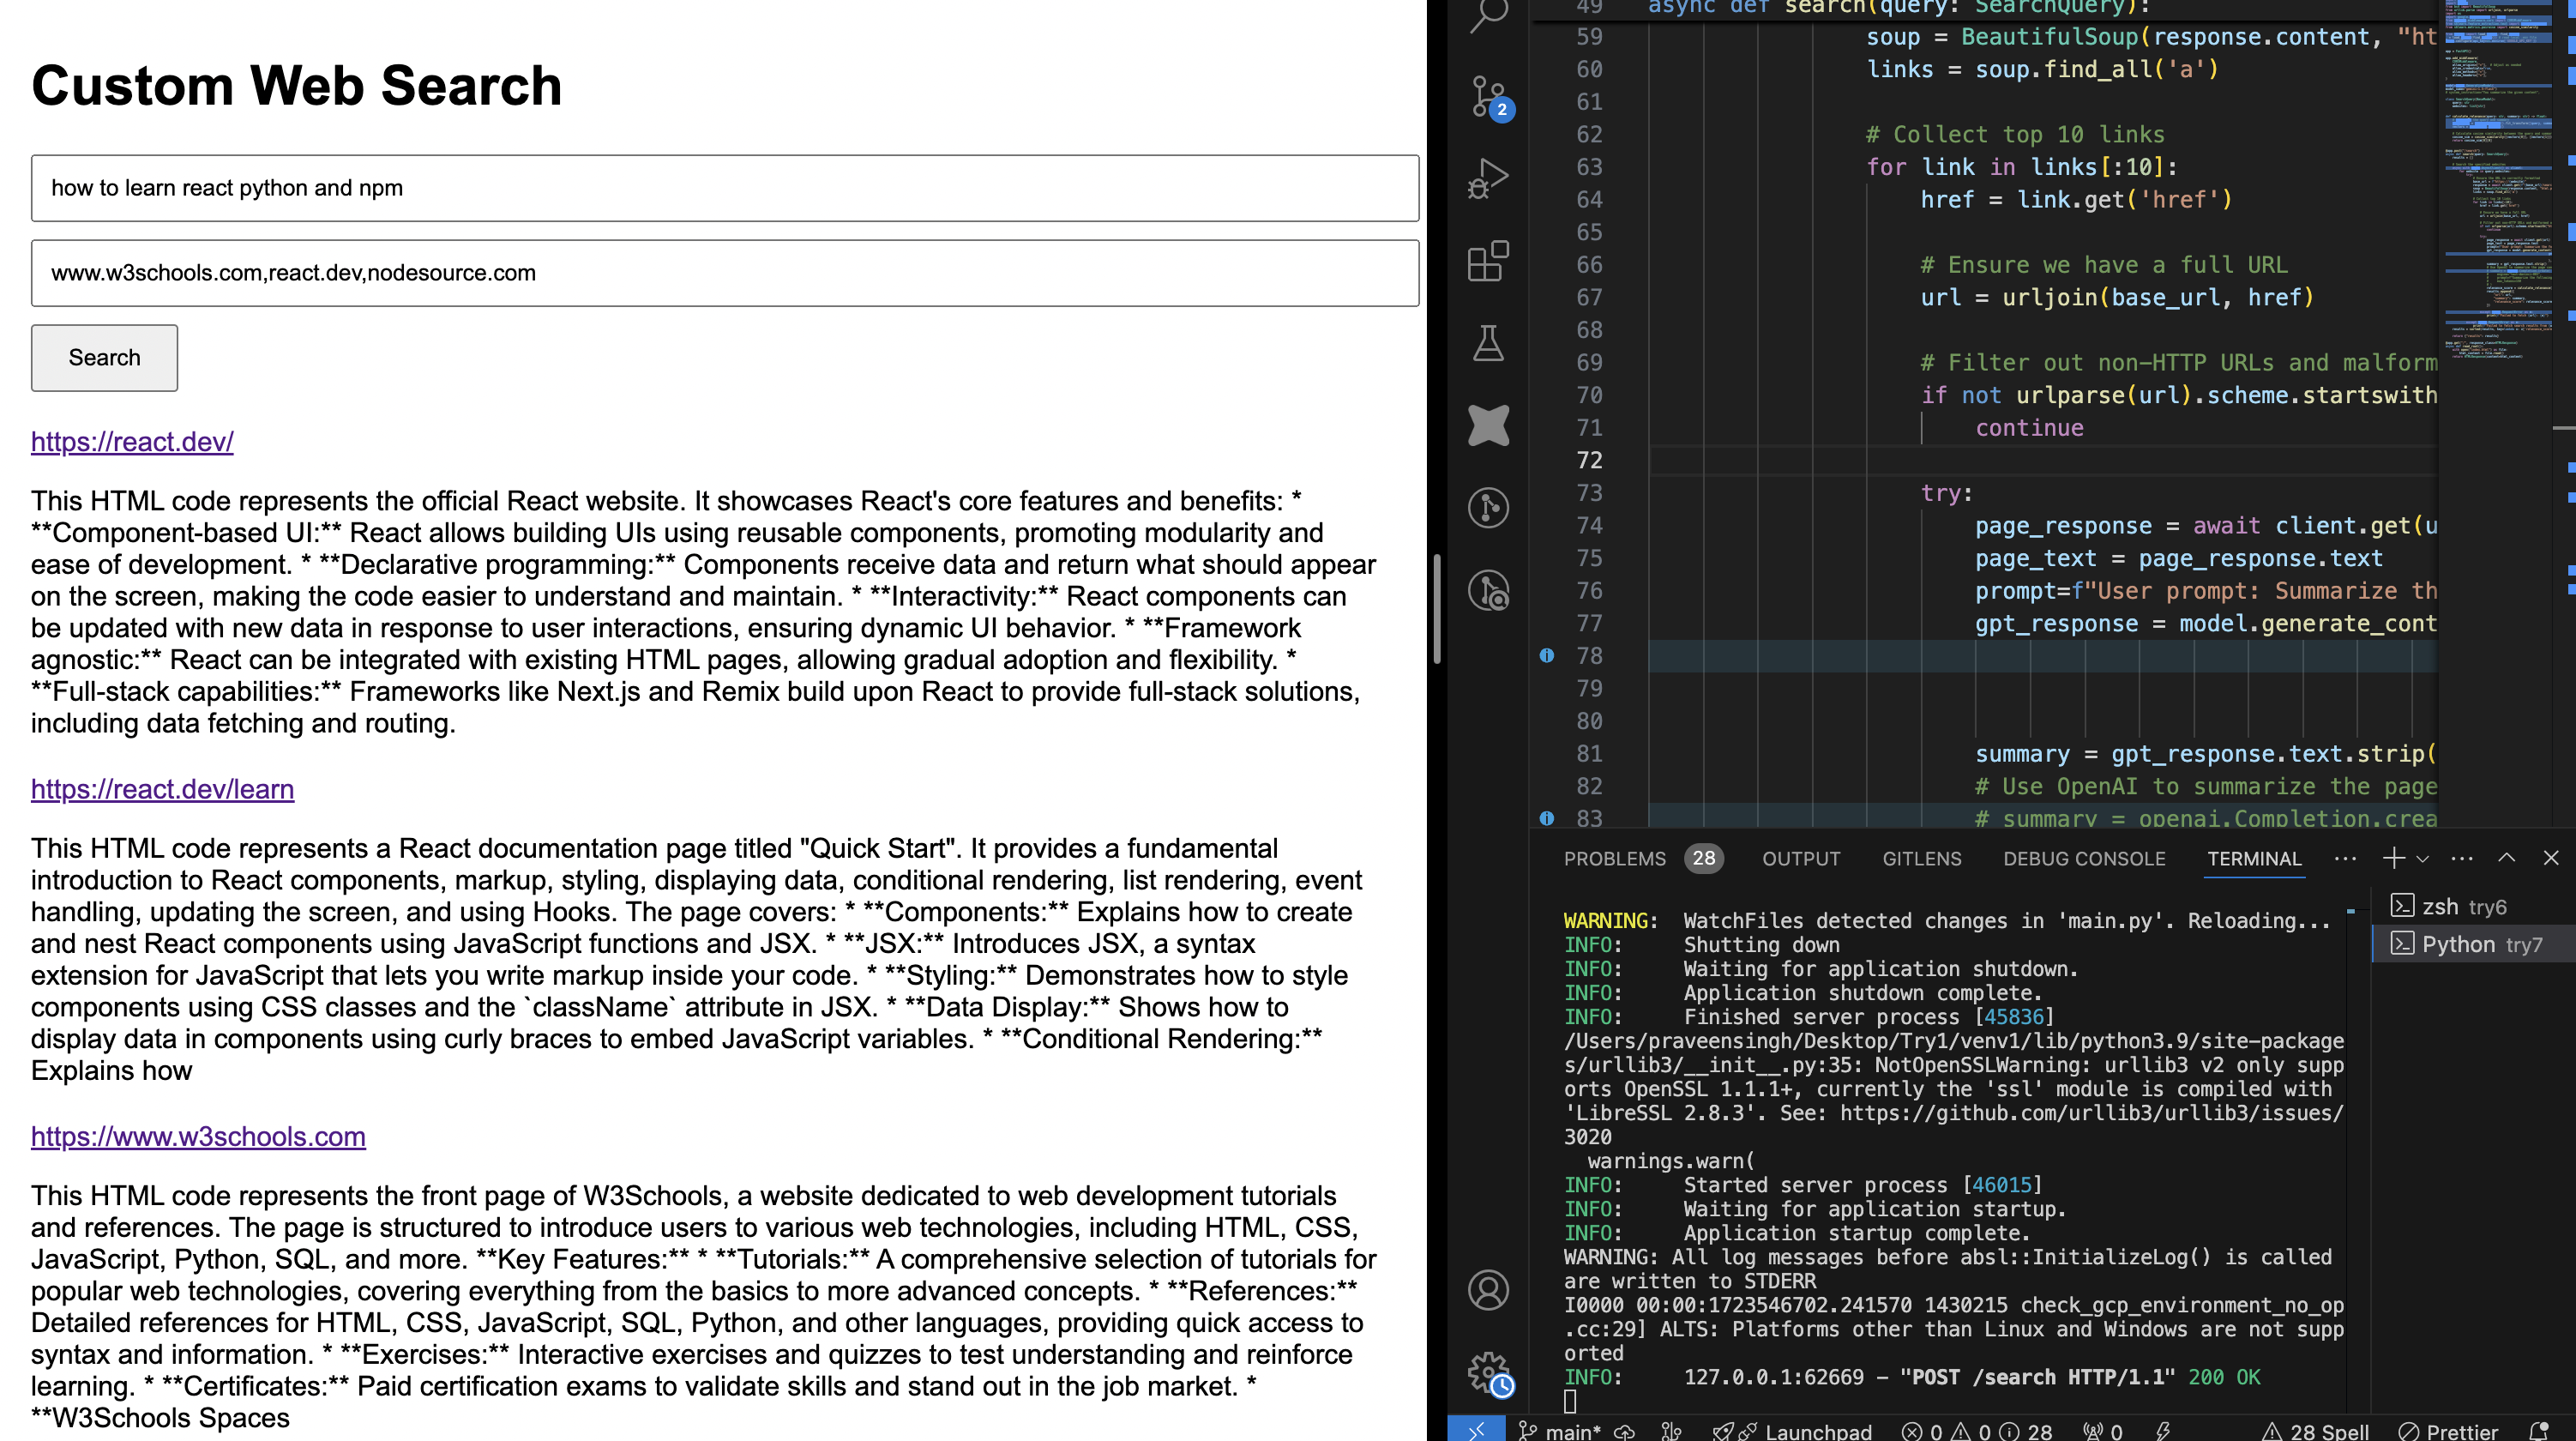 Custom Web Search
how to learn react python and npm
www.w3schools.com,react.dev,nodesource.com
Search
https://react.dev/
This HTML code represents the official React website. It showcases React's core features and benefits: *
**Component-based UI:** React allows building UIs using reusable components, promoting modularity and
ease of development. * **Declarative programming:** Components receive data and return what should appear
on the screen, making the code easier to understand and maintain. * **Interactivity:** React components can
be updated with new data in response to user interactions, ensuring dynamic UI behavior. * **Framework
agnostic:** React can be integrated with existing HTML pages, allowing gradual adoption and flexibility. *
**Full-stack capabilities:** Frameworks like Next.js and Remix build upon React to provide full-stack solutions,
including data fetching and routing.
https://react.dev/learn
This HTML code represents a React documentation page titled "Quick Start". It provides a fundamental
introduction to React components, markup, styling, displaying data, conditional rendering, list rendering, event
handling, updating the screen, and using Hooks. The page covers: * **Components:** Explains how to create
and nest React components using JavaScript functions and JSX. * **JSX:** Introduces JSX, a syntax
extension for JavaScript that lets you write markup inside your code. * **Styling:** Demonstrates how to style
components using CSS classes and the `className` attribute in JSX. * **Data Display:** Shows how to
display data in components using curly braces to embed JavaScript variables. * **Conditional Rendering:**
Explains how
https://www.w3schools.com
This HTML code represents the front page of W3Schools, a website dedicated to web development tutorials
and references. The page is structured to introduce users to various web technologies, including HTML, CSS,
JavaScript, Python, SQL, and more. **Key Features:** * **Tutorials:** A comprehensive selection of tutorials for
popular web technologies, covering everything from the basics to more advanced concepts. * **References:**
Detailed references for HTML, CSS, JavaScript, SQL, Python, and other languages, providing quick access to
syntax and information. * **Exercises:** Interactive exercises and quizzes to test understanding and reinforce
learning. * **Certificates:** Paid certification exams to validate skills and stand out in the job market. *
**W3Schools Spaces
2
49 async def search(query: SearchQuery):
59 soup = BeautifulSoup(response.content, "ht
60 links = soup.find_all('a')
61
62 # Collect top 10 links
63 for link in links[:10]:
64 href = link.get('href')
65
66 # Ensure we have a full URL
67 url = urljoin(base_url, href)
68
69 # Filter out non-HTTP URLs and malform
70 if not urlparse(url).scheme.startswith
71 continue
72
73 try:
74 page_response = await client.get(u
75 page_text = page_response.text
76 prompt=f"User prompt: Summarize th
77 gpt_response = model.generate_cont
78
79
80
81 summary = gpt_response.text.strip(
82 # Use OpenAI to summarize the page
83 # summary = openai.Completion.crea
PROBLEMS 28 OUTPUT GITLENS DEBUG CONSOLE TERMINAL
WARNING: WatchFiles detected changes in 'main.py'. Reloading...
INFO: Shutting down
INFO: Waiting for application shutdown.
INFO: Application shutdown complete.
INFO: Finished server process [45836]
/Users/praveensingh/Desktop/Try1/venv1/lib/python3.9/site-package
s/urllib3/__init__.py:35: NotOpenSSLWarning: urllib3 v2 only supp
orts OpenSSL 1.1.1+, currently the 'ssl' module is compiled with
'LibreSSL 2.8.3'. See: https://github.com/urllib3/urllib3/issues/
3020
warnings.warn(
INFO: Started server process [46015]
INFO: Waiting for application startup.
INFO: Application startup complete.
WARNING: All log messages before absl::InitializeLog() is called
are written to STDERR
I0000 00:00:1723546702.241570 1430215 check_gcp_environment_no_op
.cc:29] ALTS: Platforms other than Linux and Windows are not supp
orted
INFO: 127.0.0.1:62669 – "POST /search HTTP/1.1" 200 OK
zsh try6
Python try7
main* Launchpad 0 0 28 0 28 Spell Prettier